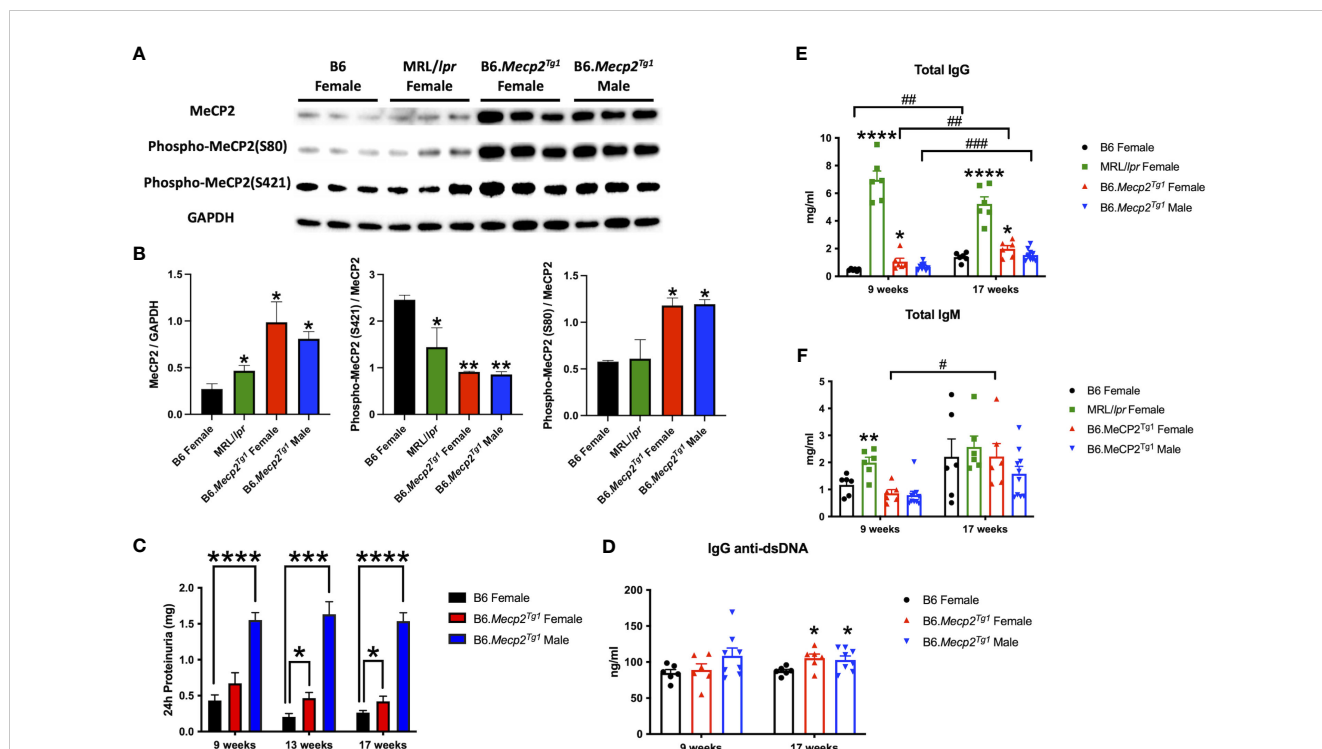 A
B6
Female
MRL/lpr
Female
B6.Mecp2Tg1
Female
B6.Mecp2Tg1
Male
MeCP2
Phospho-MeCP2(S80)
Phospho-MeCP2(S421)
GAPDH
B
MeCP2 / GAPDH
1.5
1.0
0.5
0.0
*
*
*
B6 Female
MRL/lpr
B6.Mecp2Tg1 Female
B6.Mecp2Tg1 Male
Phospho-MeCP2 (S421) / MeCP2
3
2
1
0
*
**
**
B6 Female
MRL/lpr
B6.Mecp2Tg1 Female
B6.Mecp2Tg1 Male
Phospho-MeCP2 (S80) / MeCP2
1.5
1.0
0.5
0.0
*
*
B6 Female
MRL/lpr
B6.Mecp2Tg1 Female
B6.Mecp2Tg1 Male
C
24h Proteinuria (mg)
2.0
1.5
1.0
0.5
0.0
****
***
****
*
*
9 weeks
13 weeks
17 weeks
B6 Female
B6.Mecp2Tg1 Female
B6.Mecp2Tg1 Male
D
IgG anti-dsDNA
ng/ml
200
150
100
50
0
*
*
9 weeks
17 weeks
B6 Female
B6.Mecp2Tg1 Female
B6.Mecp2Tg1 Male
E
Total IgG
##
##
###
mg/ml
10
8
6
4
2
0
****
*
****
*
9 weeks
17 weeks
B6 Female
MRL/lpr Female
B6.Mecp2Tg1 Female
B6.Mecp2Tg1 Male
F
Total IgM
#
mg/ml
5
4
3
2
1
0
**
9 weeks
17 weeks
B6 Female
MRL/lpr Female
B6.MeCP2Tg1 Female
B6.MeCP2Tg1 Male